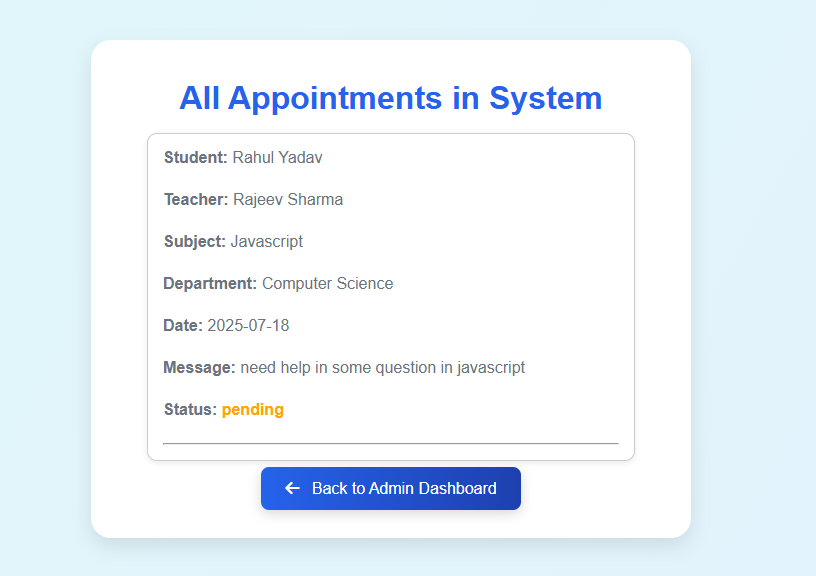 All Appointments in System
Student: Rahul Yadav
Teacher: Rajeev Sharma
Subject: Javascript
Department: Computer Science
Date: 2025-07-18
Message: need help in some question in javascript
Status: pending
Back to Admin Dashboard